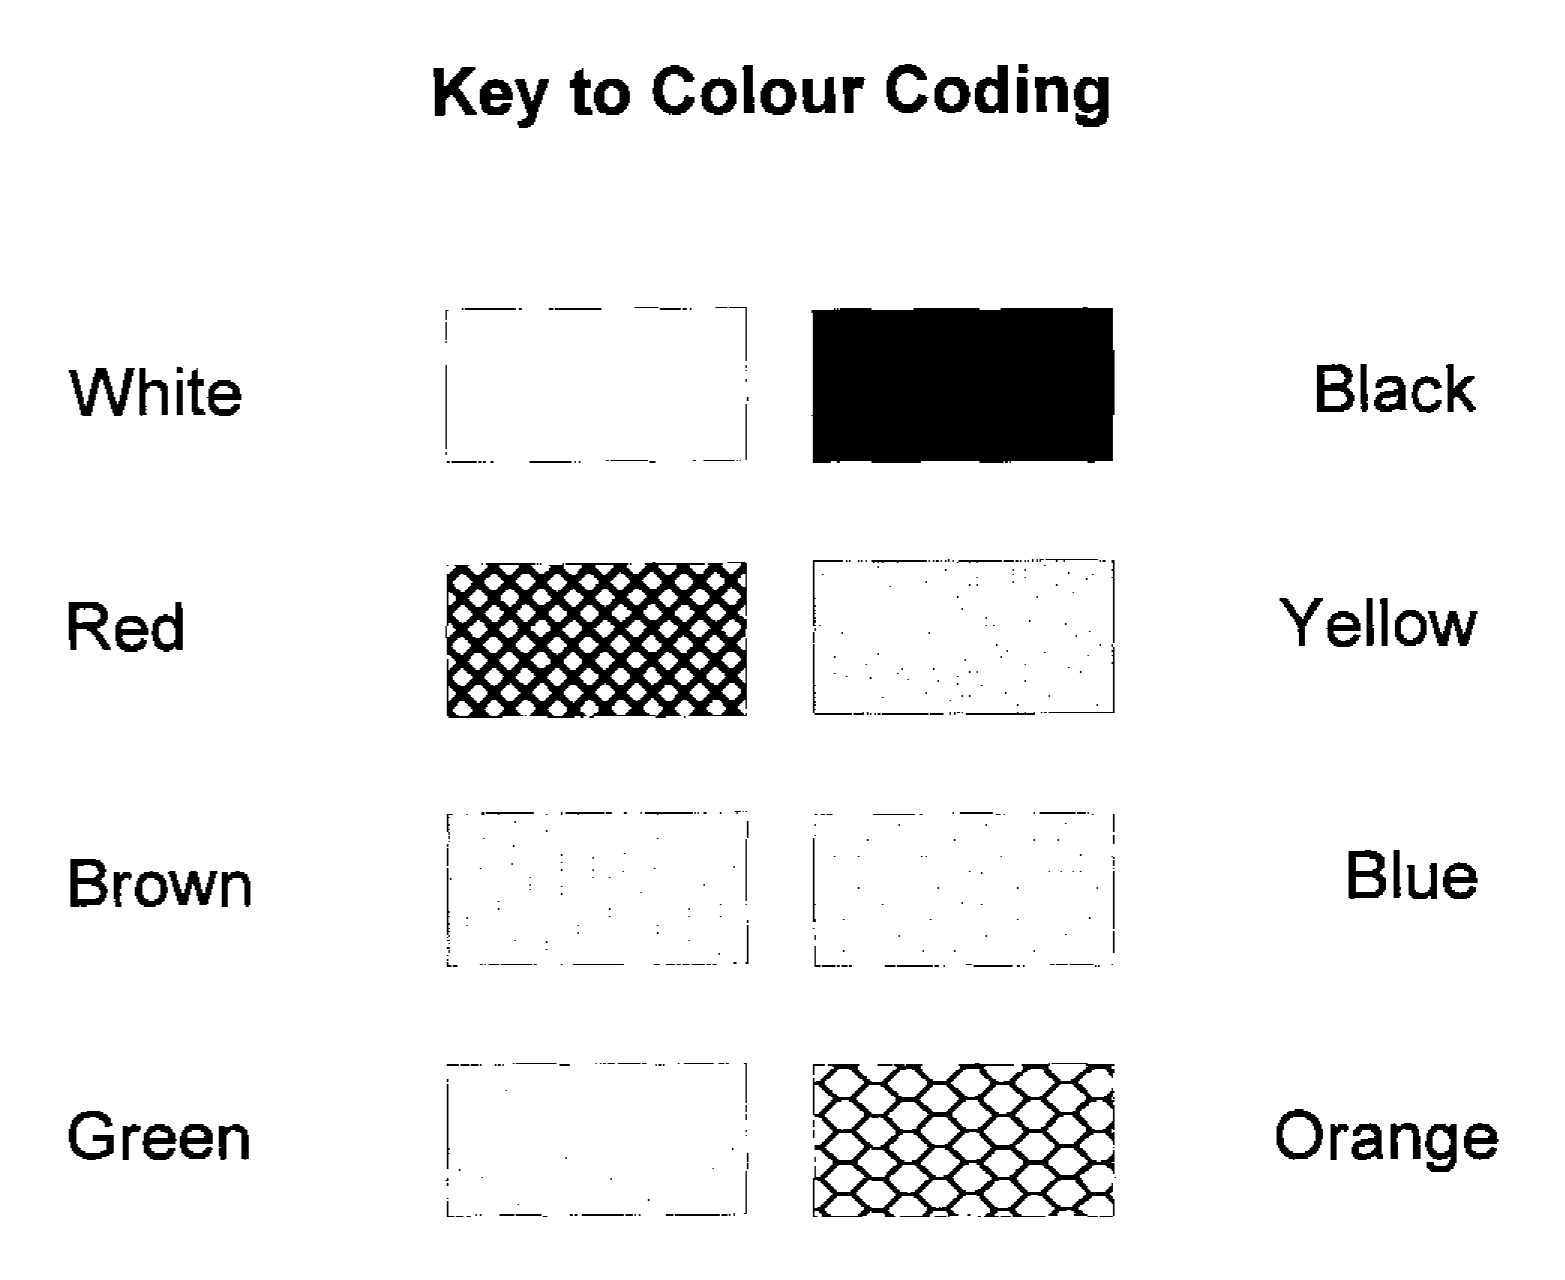 Key to Colour Coding
White
Black
Red
Yellow
Brown
Blue
Green
Orange